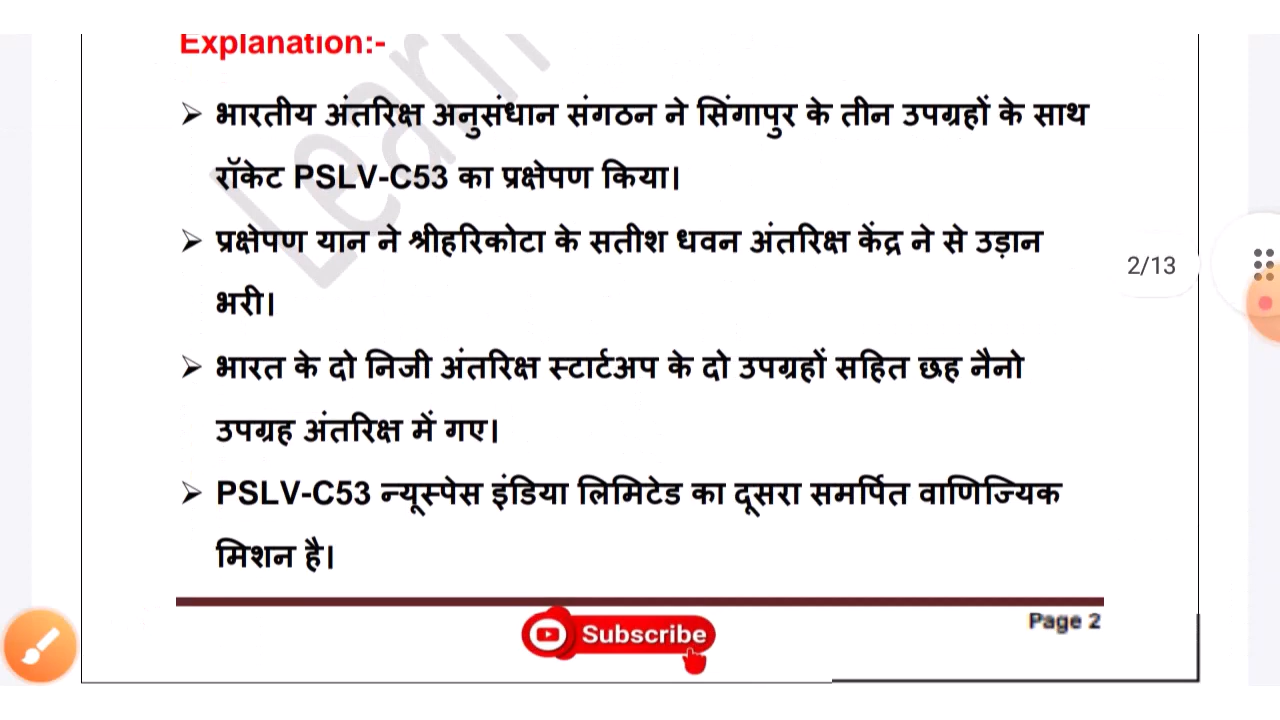 Explanation:-
➢ भारतीय अंतरिक्ष अनुसंधान संगठन ने सिंगापुर के तीन उपग्रहों के साथ
रॉकेट PSLV-C53 का प्रक्षेपण किया।
➢ प्रक्षेपण यान ने श्रीहरिकोटा के सतीश धवन अंतरिक्ष केंद्र ने से उड़ान
भरी।
➢ भारत के दो निजी अंतरिक्ष स्टार्टअप के दो उपग्रहों सहित छह नैनो
उपग्रह अंतरिक्ष में गए।
➢ PSLV-C53 न्यूस्पेस इंडिया लिमिटेड का दूसरा समर्पित वाणिज्यिक
मिशन है।
2/13
Page 2
Subscribe
Learn